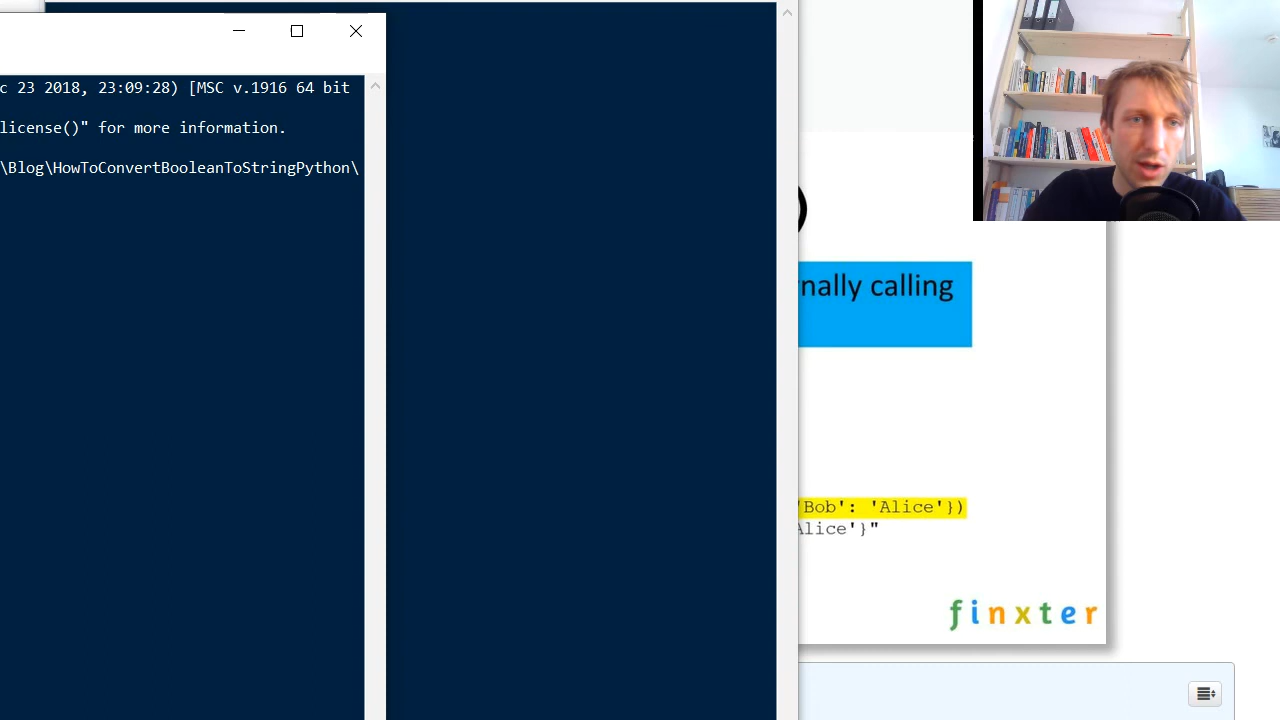 c 23 2018, 23:09:28) [MSC v.1916 64 bit
license()" for more information.
\Blog\HowToConvertBooleanToStringPython\
)
nally calling
'Bob': 'Alice'})
Alice'}"
finxter